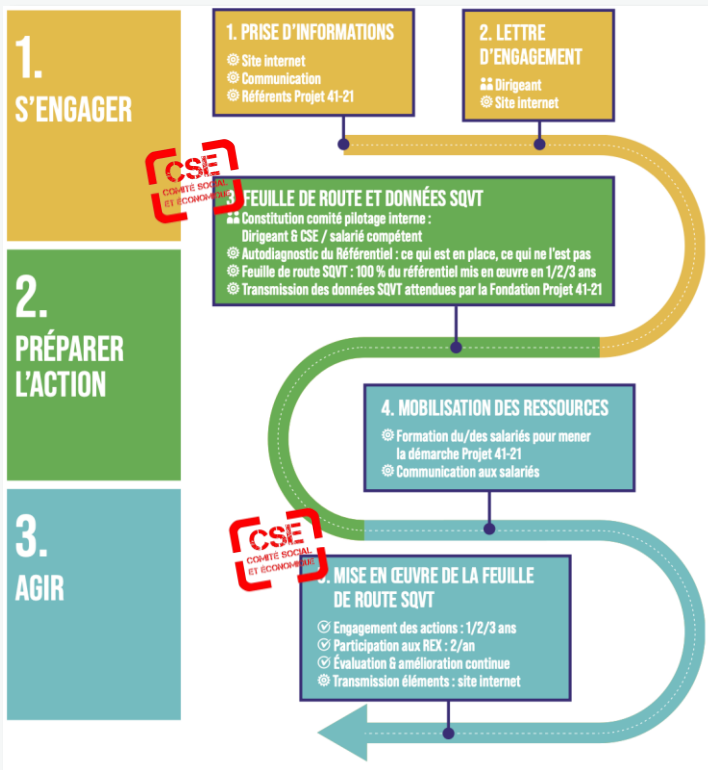 1.
S'ENGAGER
1. PRISE D'INFORMATIONS
Site internet
Communication
Référents Projet 41-21
2. LETTRE
D'ENGAGEMENT
Dirigeant
Site internet
CSE
COMITÉ SOCIAL
ET ÉCONOMIQUE
2.
PRÉPARER
L'ACTION
FEUILLE DE ROUTE ET DONNÉES SQVT
Constitution comité pilotage interne :
Dirigeant & CSE / salarié compétent
Autodiagnostic du Référentiel : ce qui est en place, ce qui ne l'est pas
Feuille de route SQVT : 100 % du référentiel mis en œuvre en 1/2/3 ans
Transmission des données SQVT attendues par la Fondation Projet 41-21
4. MOBILISATION DES RESSOURCES
Formation du/des salariés pour mener
la démarche Projet 41-21
Communication aux salariés
3.
AGIR
CSE
COMITÉ SOCIAL
ET ÉCONOMIQUE
MISE EN ŒUVRE DE LA FEUILLE
DE ROUTE SQVT
Engagement des actions : 1/2/3 ans
Participation aux REX : 2/an
Évaluation & amélioration continue
Transmission éléments : site internet